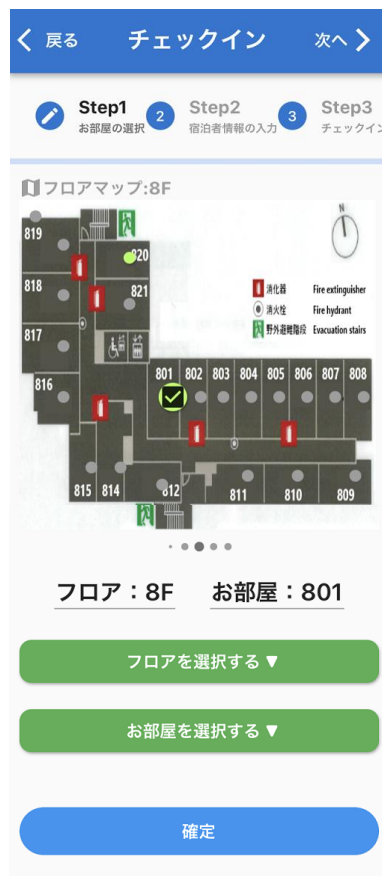 戻る
チェックイン
次へ
Step1
お部屋の選択
2
Step2
宿泊者情報の入力
3
Step3
チェックイン
フロアマップ:8F
819
820
818
821
817
816
N
消化器 Fire extinguisher
消火栓 Fire hydrant
野外避難階段 Evacuation stairs
801 802 803 804 805 806 807 808
815 814 812 811 810 809
フロア：8F
お部屋：801
フロアを選択する ▼
お部屋を選択する ▼
確定